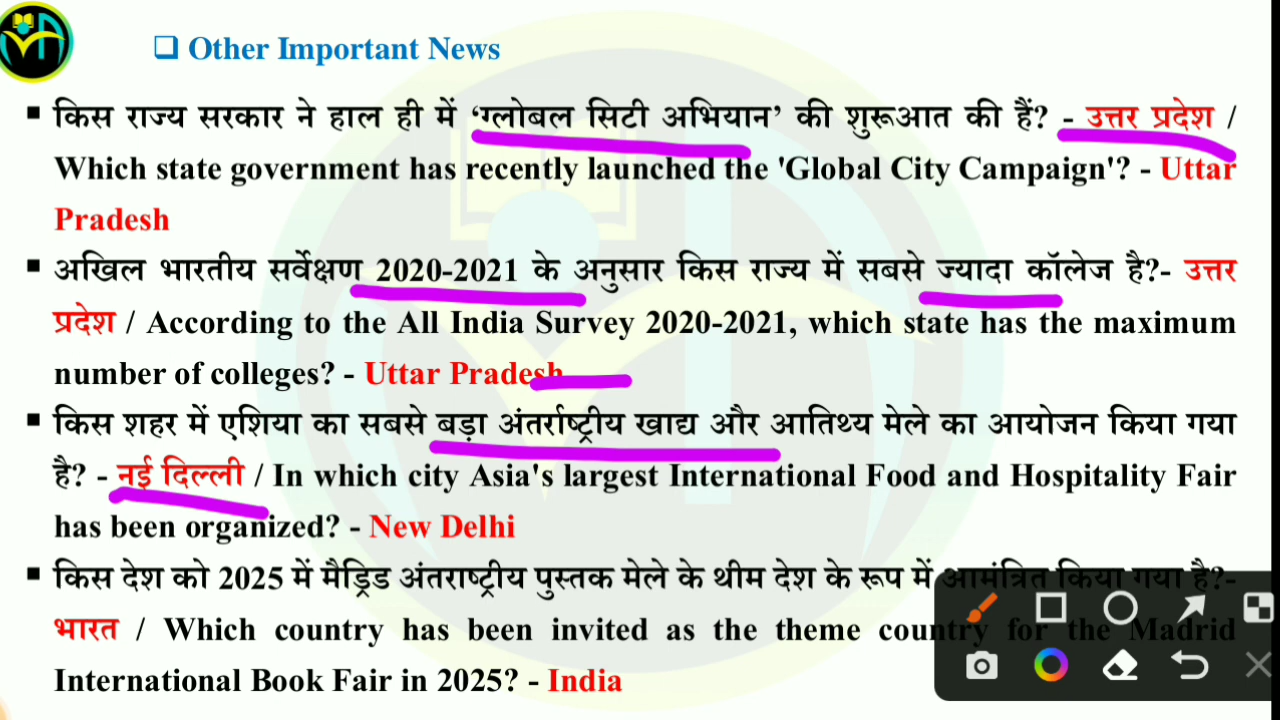 ❑ Other Important News
▪ किस राज्य सरकार ने हाल ही में ‘ग्लोबल सिटी अभियान’ की शुरूआत की हैं? - उत्तर प्रदेश /
Which state government has recently launched the 'Global City Campaign'? - Uttar
Pradesh
▪ अखिल भारतीय सर्वेक्षण 2020-2021 के अनुसार किस राज्य में सबसे ज्यादा कॉलेज है?- उत्तर
प्रदेश / According to the All India Survey 2020-2021, which state has the maximum
number of colleges? - Uttar Pradesh
▪ किस शहर में एशिया का सबसे बड़ा अंतर्राष्ट्रीय खाद्य और आतिथ्य मेले का आयोजन किया गया
है? - नई दिल्ली / In which city Asia's largest International Food and Hospitality Fair
has been organized? - New Delhi
▪ किस देश को 2025 में मैड्रिड अंतराष्ट्रीय पुस्तक मेले के थीम देश के रूप में आमंत्रित किया गया है?-
भारत / Which country has been invited as the theme country for the Madrid
International Book Fair in 2025? - India